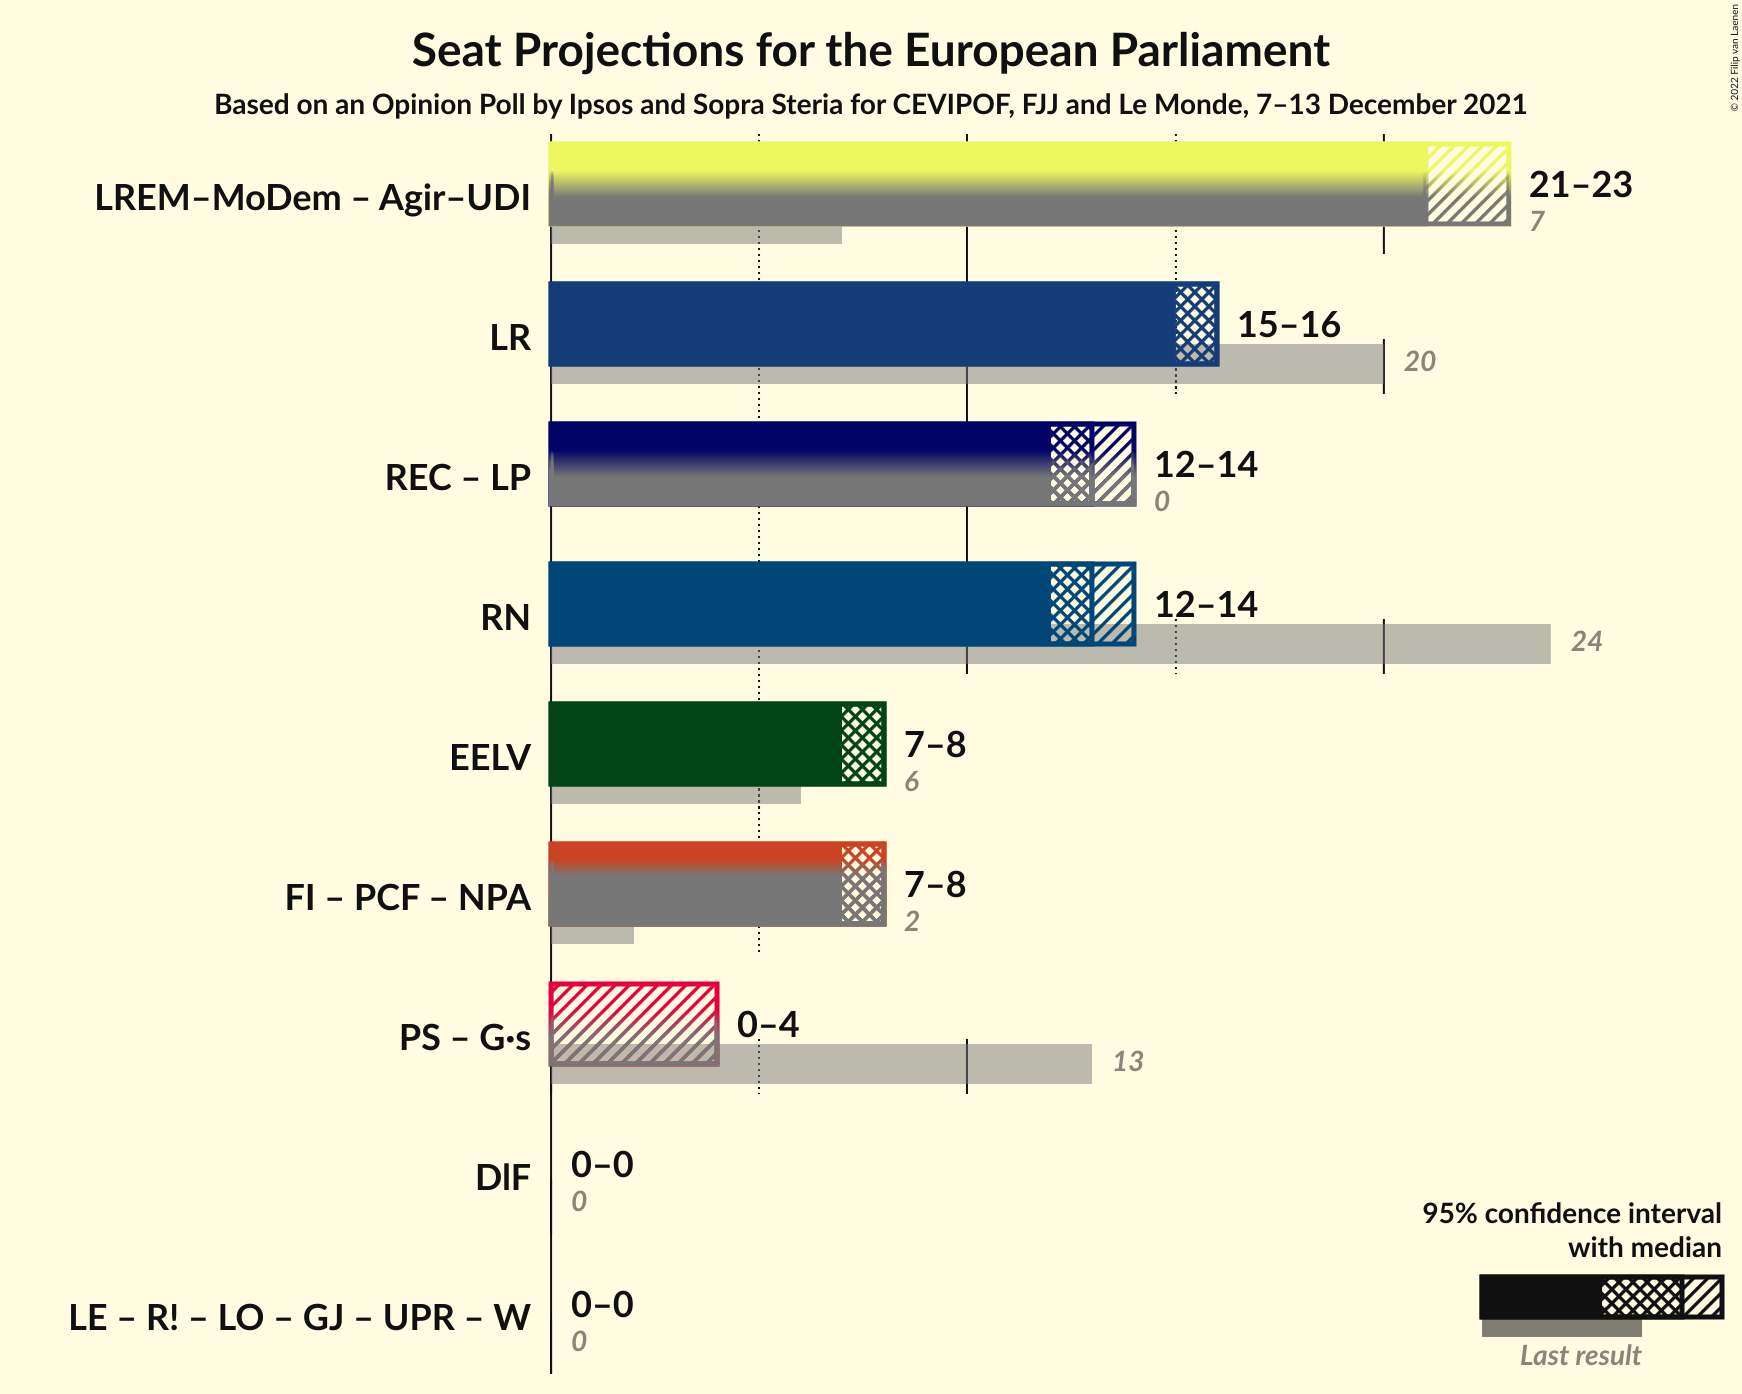 Seat Projections for the European Parliament
Based on an Opinion Poll by Ipsos and Sopra Steria for CEVIPOF, FJJ and Le Monde, 7–13 December 2021
© 2022 Filip van Laenen
LREM–MoDem – Agir–UDI
21–23
7
LR
15–16
20
REC – LP
12–14
0
RN
12–14
24
EELV
7–8
6
FI – PCF – NPA
7–8
2
PS – G·s
0–4
13
DlF
0–0
0
LE – R! – LO – GJ – UPR – W
0–0
0
95% confidence interval
with median
Last result